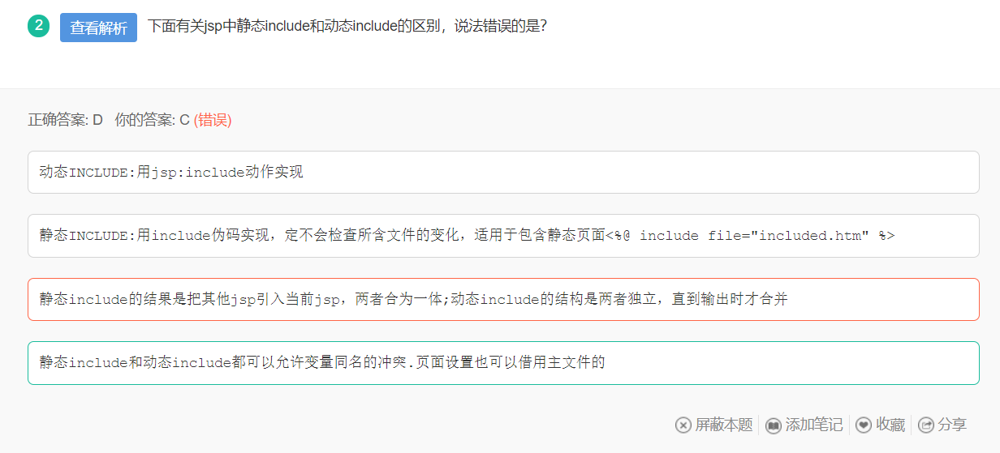 2 查看解析 下面有关jsp中静态include和动态include的区别，说法错误的是？
正确答案: D 你的答案: C (错误)
动态INCLUDE:用jsp:include动作实现
静态INCLUDE:用include伪码实现，定不会检查所含文件的变化，适用于包含静态页面<%@ include file="included.htm" %>
静态include的结果是把其他jsp引入当前jsp，两者合为一体;动态include的结构是两者独立，直到输出时才合并
静态include和动态include都可以允许变量同名的冲突.页面设置也可以借用主文件的
屏蔽本题 添加笔记 收藏 分享